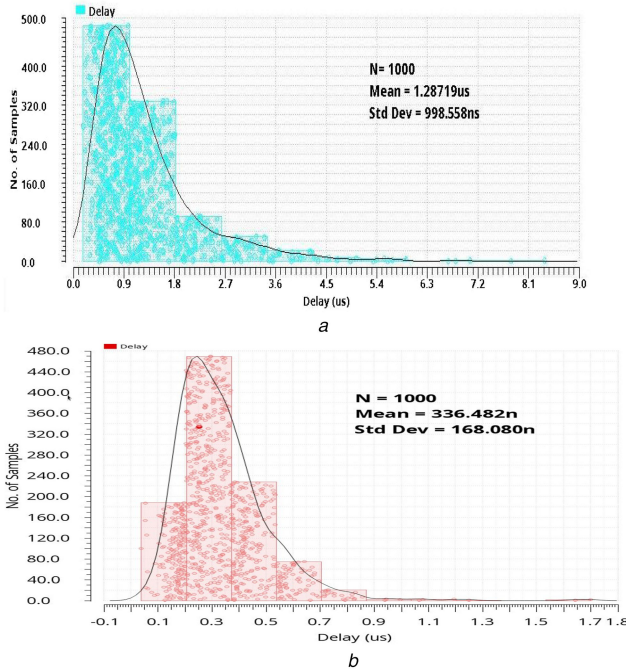 Delay
500.0
400.0
320.0
240.0
160.0
80.0
0.0
No. of Samples
N= 1000
Mean = 1.28719us
Std Dev = 998.558ns
0.0 0.9 1.8 2.7 3.6 4.5 5.4 6.3 7.2 8.1 9.0
Delay (us)
a
Delay
480.0
440.0
400.0
360.0
320.0
280.0
240.0
200.0
160.0
120.0
80.0
40.0
0.0
No. of Samples
N = 1000
Mean = 336.482n
Std Dev = 168.080n
-0.1 0.1 0.3 0.5 0.7 0.9 1.1 1.3 1.5 1.7 1.8
Delay (us)
b